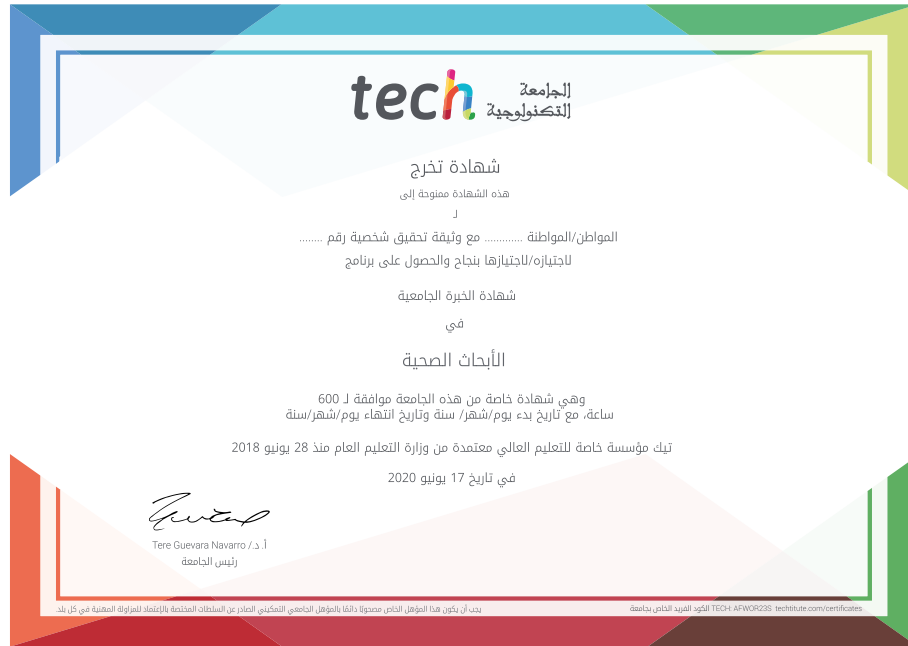 tech الجامعة
التكنولوجية
شهادة تخرج
هذه الشهادة ممنوحة إلى
لـ
المواطن/المواطنة ............ مع وثيقة تحقيق شخصية رقم ........
لاجتيازه/لاجتيازها بنجاح والحصول على برنامج
شهادة الخبرة الجامعية
في
الأبحاث الصحية
وهي شهادة خاصة من هذه الجامعة موافقة لـ 600
ساعة، مع تاريخ بدء يوم/شهر/ سنة وتاريخ انتهاء يوم/شهر/سنة
تيك مؤسسة خاصة للتعليم العالي معتمدة من وزارة التعليم العام منذ 28 يونيو 2018
في تاريخ 17 يونيو 2020
أ. د./ Tere Guevara Navarro
رئيس الجامعة
يجب أن يكون هذا المؤهل الخاص مصحوبًا دائمًا بالمؤهل الجامعي التمكيني الصادر عن السلطات المختصة بالإعتماد للمزاولة المهنية في كل بلد.
الكود الفريد الخاص بجامعة TECH: AFWOR23S techtitute.com/certificates